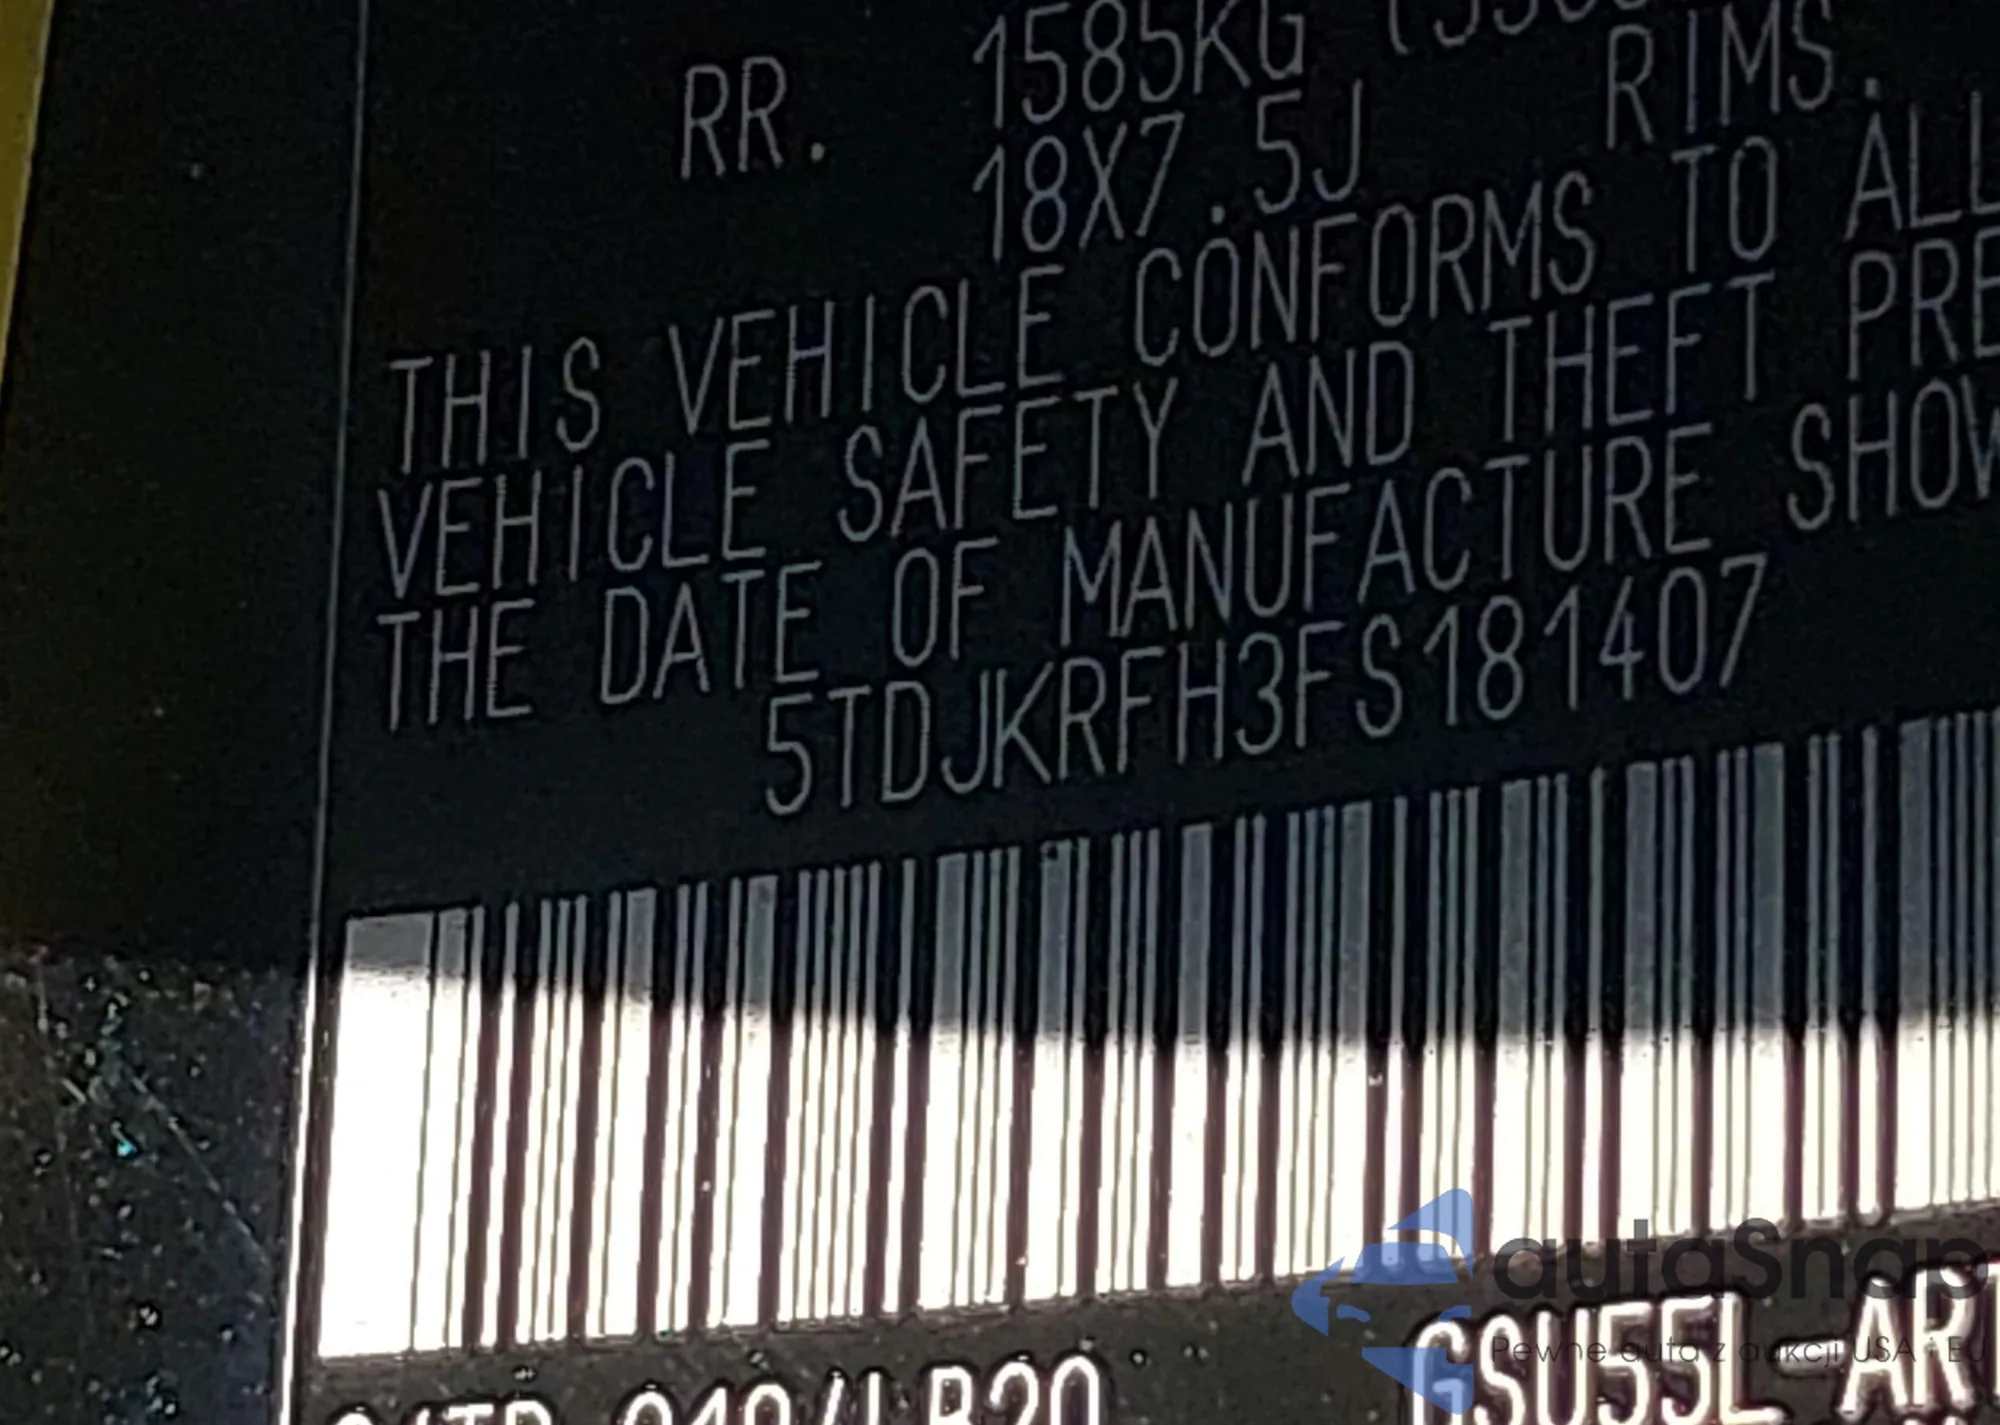 RR. 1585KG
18X7.5J RIMS.
THIS VEHICLE CONFORMS TO ALL
VEHICLE SAFETY AND THEFT PRE
THE DATE OF MANUFACTURE SHOW
5TDJKRFH3FS181407
GSU55L-AR
autaSnap
Pewne auta z aukcji USA i EU